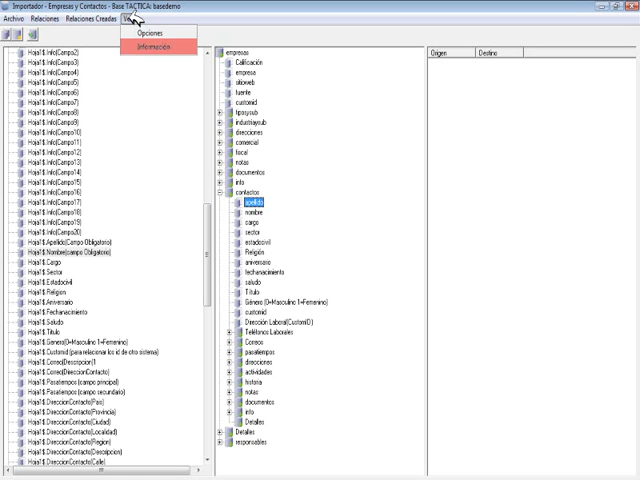 Importador - Empresas y Contactos - Base TACTICA: basedemo
Archivo Relaciones Relaciones Creadas
Opciones
Información
Hoja1$.Info(Campo2)
Hoja1$.Info(Campo3)
Hoja1$.Info(Campo4)
Hoja1$.Info(Campo5)
Hoja1$.Info(Campo6)
Hoja1$.Info(Campo7)
Hoja1$.Info(Campo8)
Hoja1$.Info(Campo9)
Hoja1$.Info(Campo10)
Hoja1$.Info(Campo11)
Hoja1$.Info(Campo12)
Hoja1$.Info(Campo13)
Hoja1$.Info(Campo14)
Hoja1$.Info(Campo15)
Hoja1$.Info(Campo16)
Hoja1$.Info(Campo17)
Hoja1$.Info(Campo18)
Hoja1$.Info(Campo19)
Hoja1$.Info(Campo20)
Hoja1$.Apellido(Campo Obligatorio)
Hoja1$.Nombre(campo Obligatorio)
Hoja1$.Cargo
Hoja1$.Sector
Hoja1$.Estadocivil
Hoja1$.Religion
Hoja1$.Aniversario
Hoja1$.Fechanacimiento
Hoja1$.Saludo
Hoja1$.Titulo
Hoja1$.Genero(0=Masculino 1=Femenino)
Hoja1$.Customid (para relacionar los id de otro sistema)
Hoja1$.Correo(Descripcion1
Hoja1$.Correo(DireccionContacto)
Hoja1$.Pasatiempos (campo principal)
Hoja1$.Pasatiempos (campo secundario)
Hoja1$.DireccionContacto(Pais)
Hoja1$.DireccionContacto(Provincia)
Hoja1$.DireccionContacto(Ciudad)
Hoja1$.DireccionContacto(Localidad)
Hoja1$.DireccionContacto(Region)
Hoja1$.DireccionContacto(Descripcion)
Hoja1$.DireccionContacto(Calle)
empresas
Calificación
empresa
sitioweb
fuente
customid
tiposysub
industriaysub
direcciones
comercial
fiscal
notas
documentos
info
contactos
apellido
nombre
cargo
sector
estadocivil
Religión
aniversario
fechanacimiento
saludo
Título
Género (0=Masculino 1=Femenino)
customid
Dirección Laboral(CustomID)
Teléfonos Laborales
Correos
pasatiempos
direcciones
actividades
historia
notas
documentos
info
Detalles
Detalles
responsables
Origen Destino